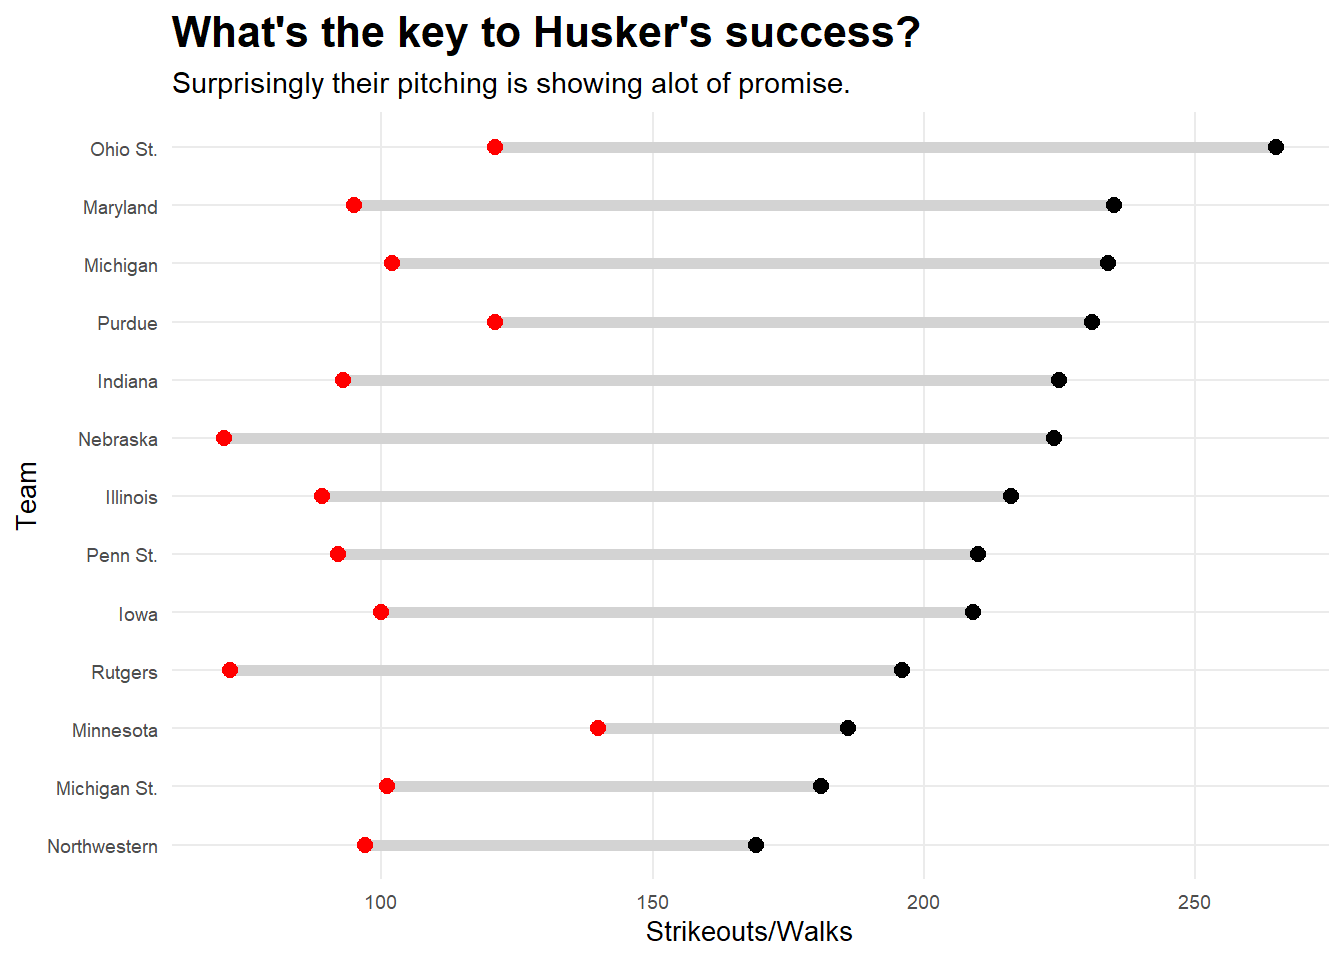 What's the key to Husker's success?
Surprisingly their pitching is showing alot of promise.
Ohio St.
Maryland
Michigan
Purdue
Indiana
Nebraska
Illinois
Penn St.
Iowa
Rutgers
Minnesota
Michigan St.
Northwestern
Team
100 150 200 250
Strikeouts/Walks